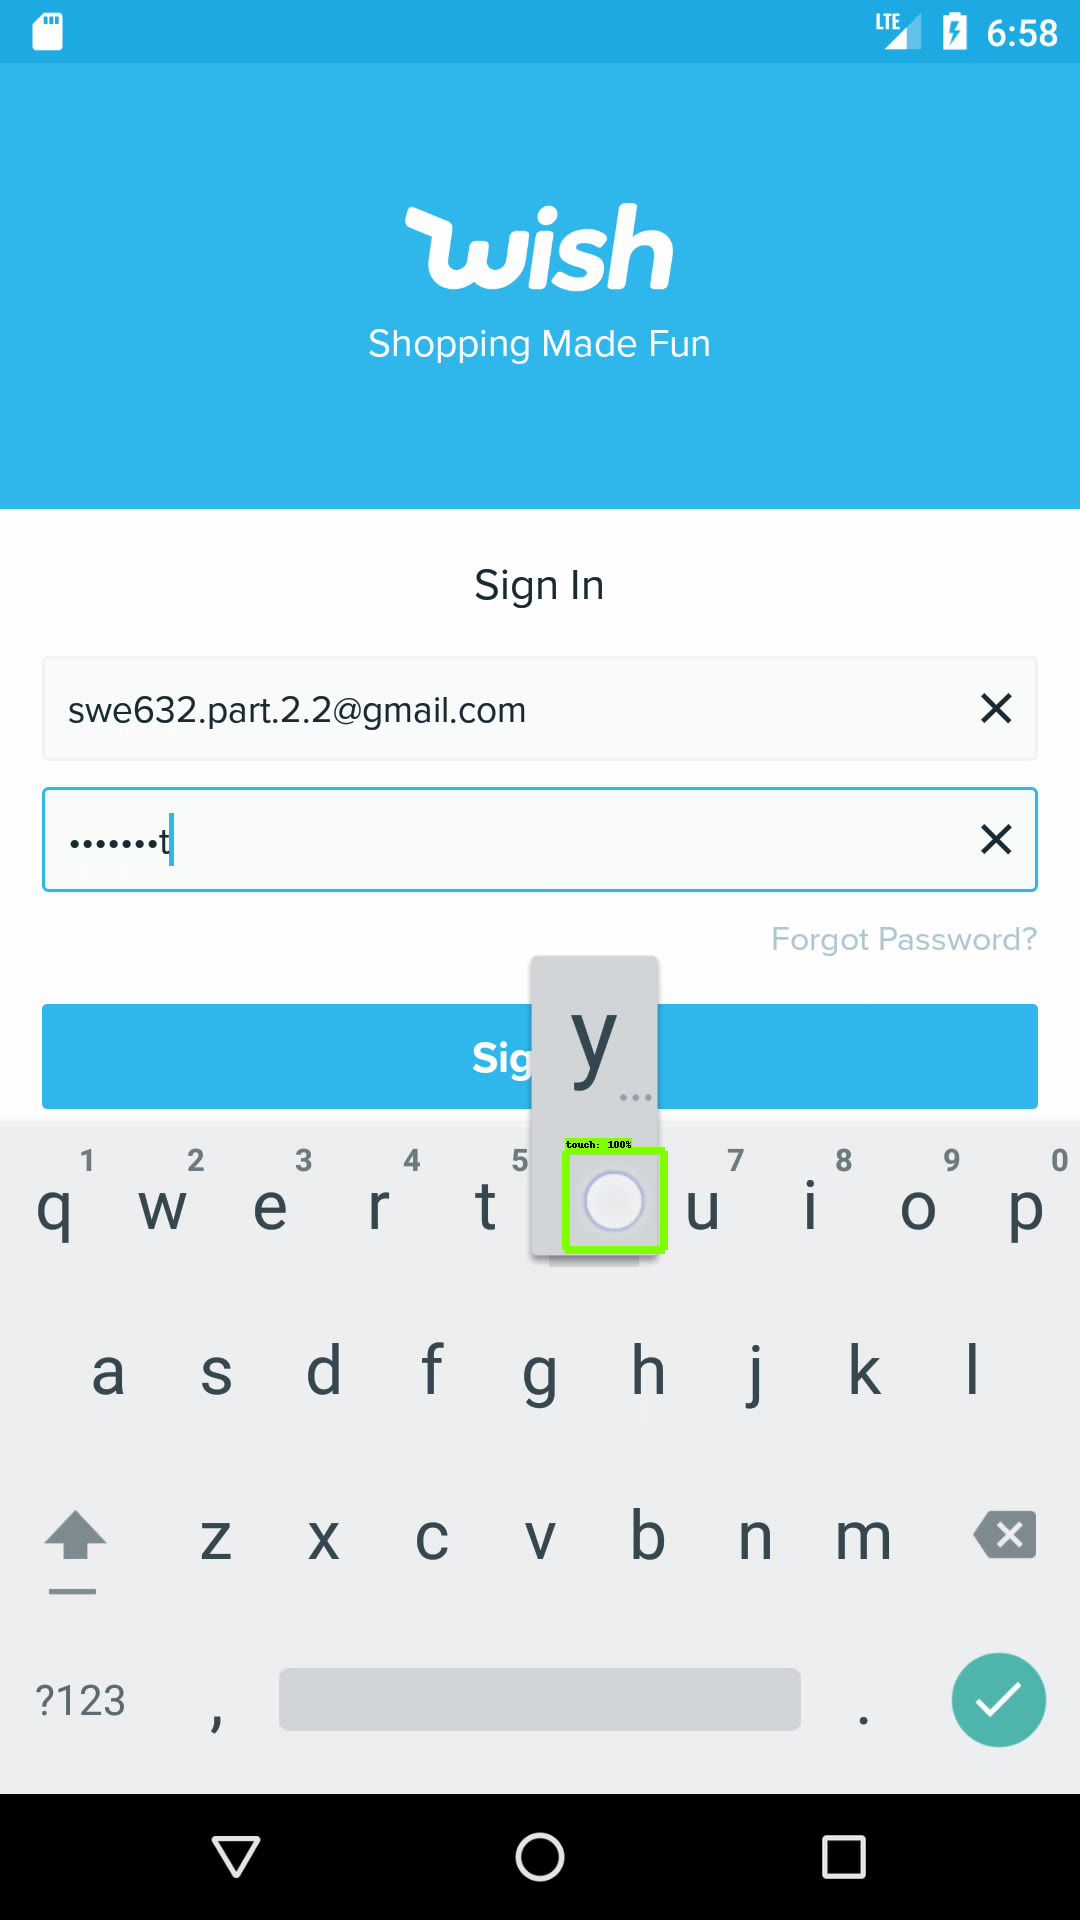 LTE 6:58
wish
Shopping Made Fun
Sign In
swe632.part.2.2@gmail.com
•••••••t
Forgot Password?
Sig
y
...
touch: 100%
1 2 3 4 5 7 8 9 0
q w e r t u i o p
a s d f g h j k l
z x c v b n m
?123 , .